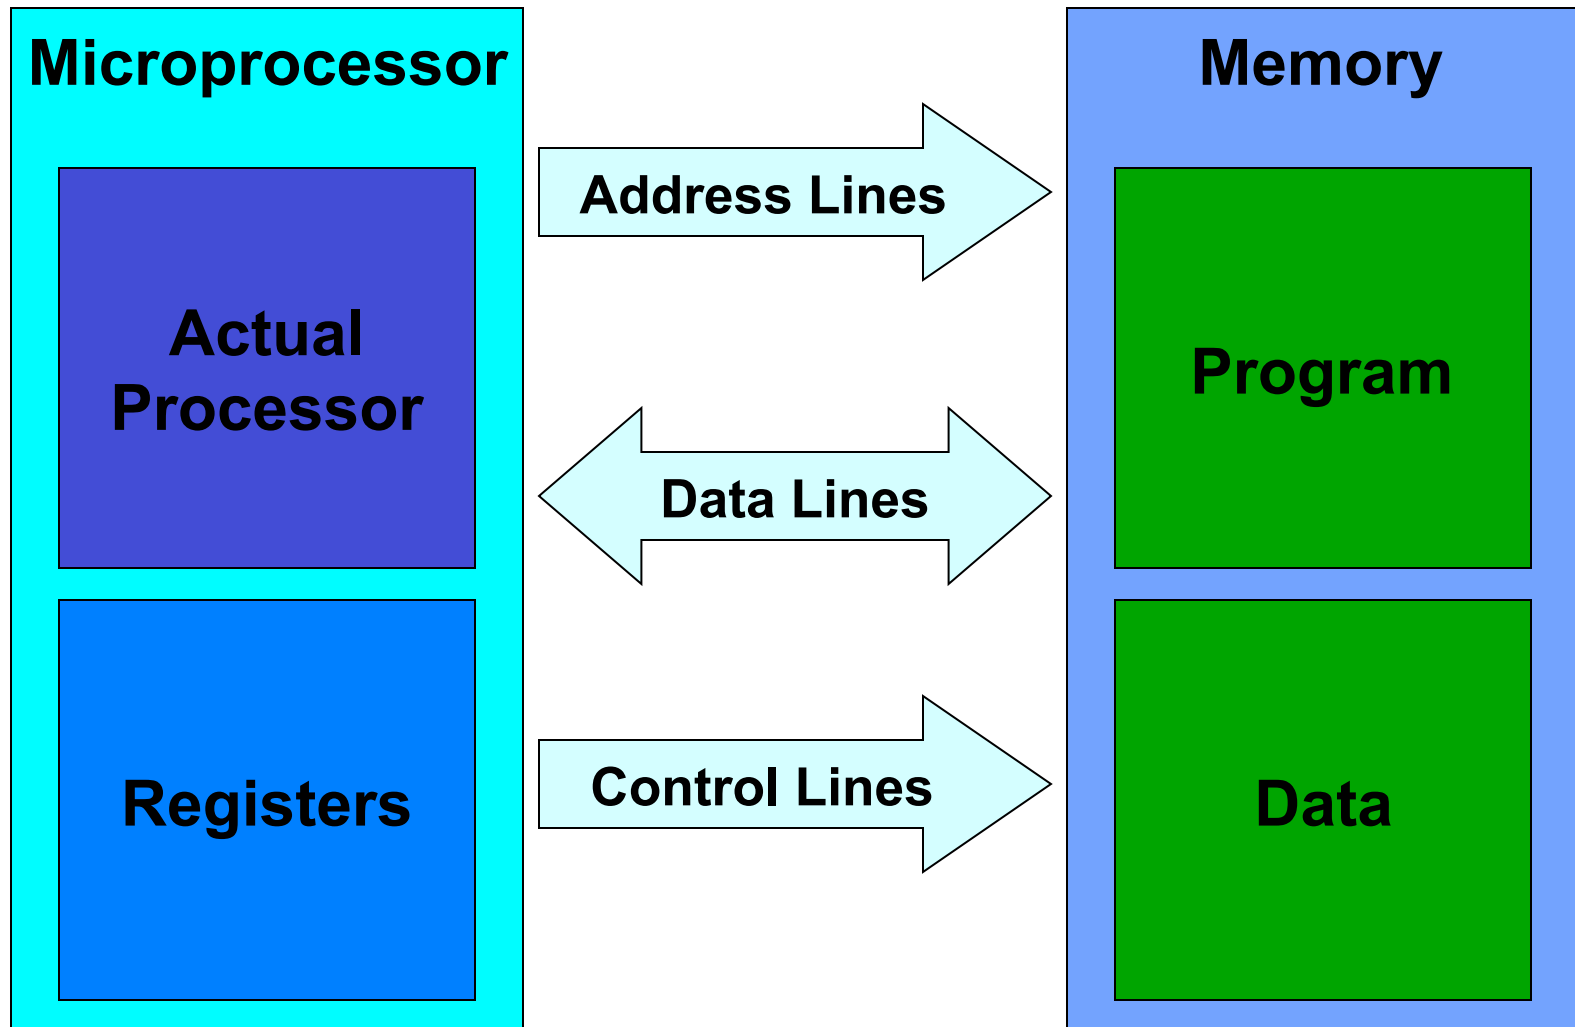 Microprocessor
Actual
Processor
Registers
Address Lines
Data Lines
Control Lines
Memory
Program
Data